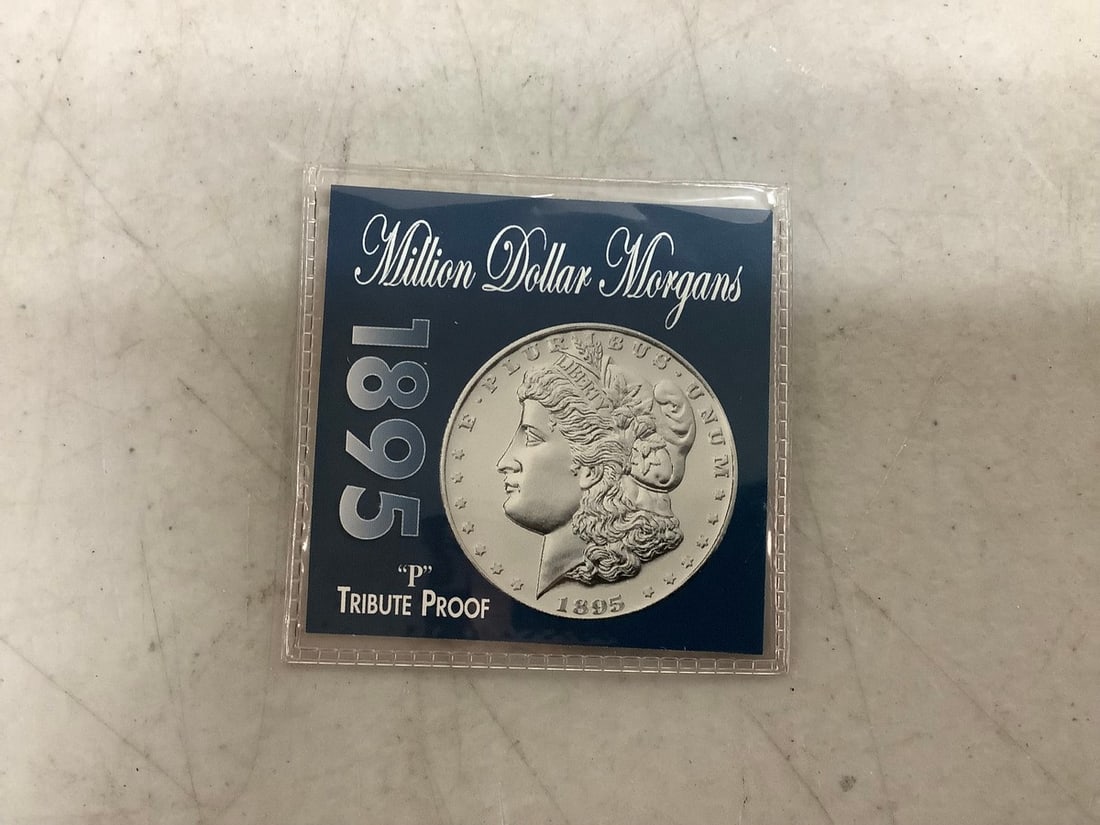 Million Dollar Morgans
1895
"P"
TRIBUTE PROOF
E · PLURIBUS · UNUM
LIBERTY
1895